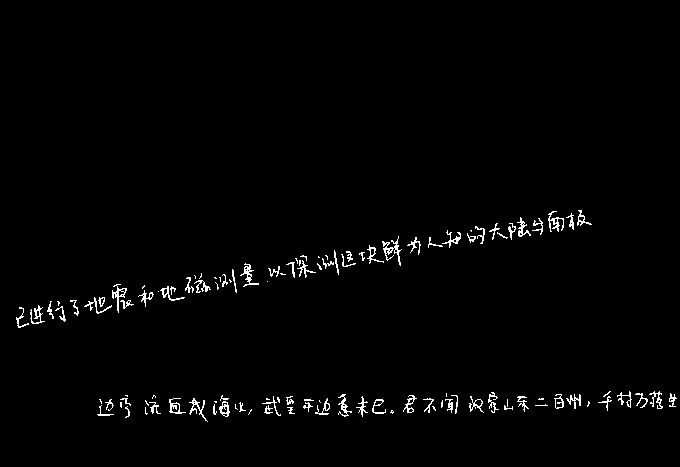 已进行了地震和地磁测量,以探测这块鲜为人知的大陆与南极
边亭流血成海水,武皇开边意未已。君不闻汉家山东二百州,千村万落生